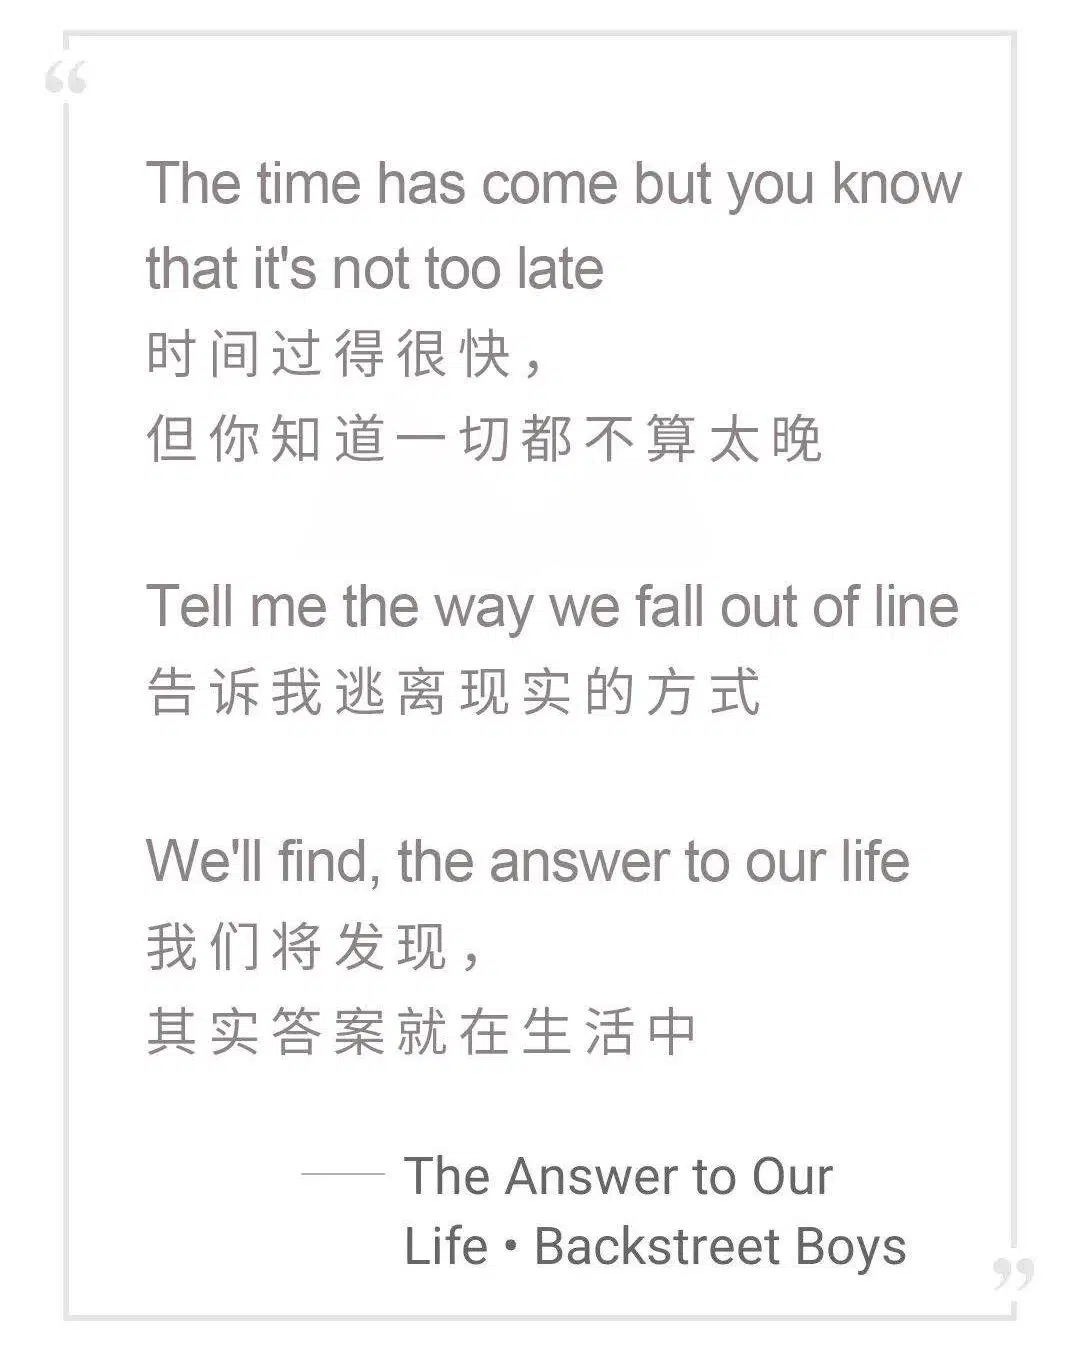 “
The time has come but you know
that it's not too late
时间过得很快，
但你知道一切都不算太晚
Tell me the way we fall out of line
告诉我逃离现实的方式
We'll find, the answer to our life
我们将发现，
其实答案就在生活中
—— The Answer to Our
Life • Backstreet Boys
”